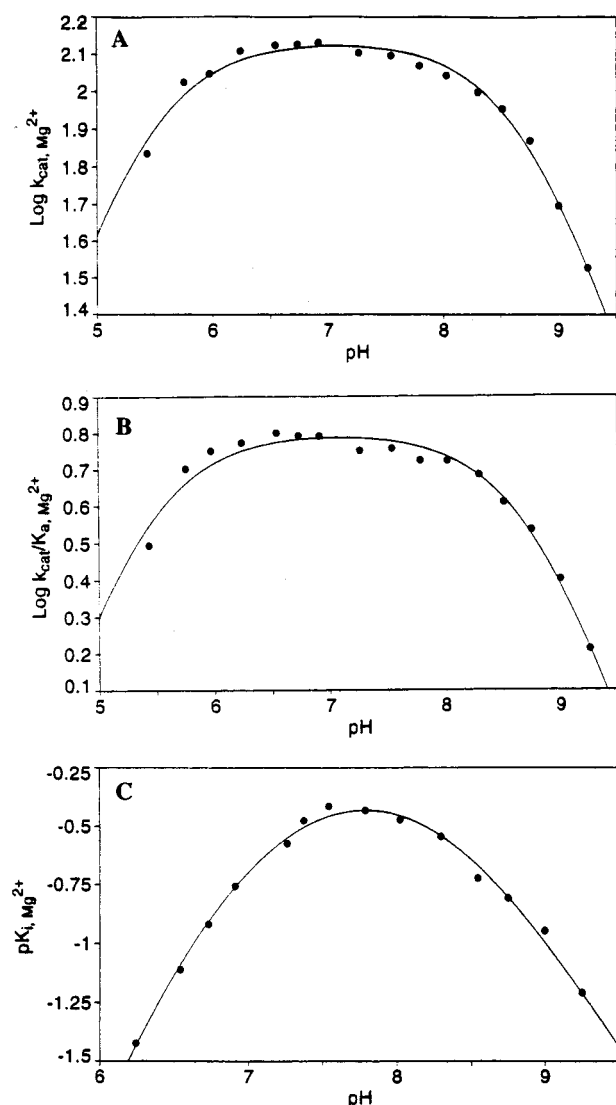 A
2.2
2.1
2
1.9
1.8
1.7
1.6
1.5
1.4
Log k_cat, Mg²⁺
5 6 7 8 9
pH
B
0.9
0.8
0.7
0.6
0.5
0.4
0.3
0.2
0.1
Log k_cat/K_a, Mg²⁺
5 6 7 8 9
pH
C
-0.25
-0.5
-0.75
-1
-1.25
-1.5
pK_i, Mg²⁺
6 7 8 9
pH